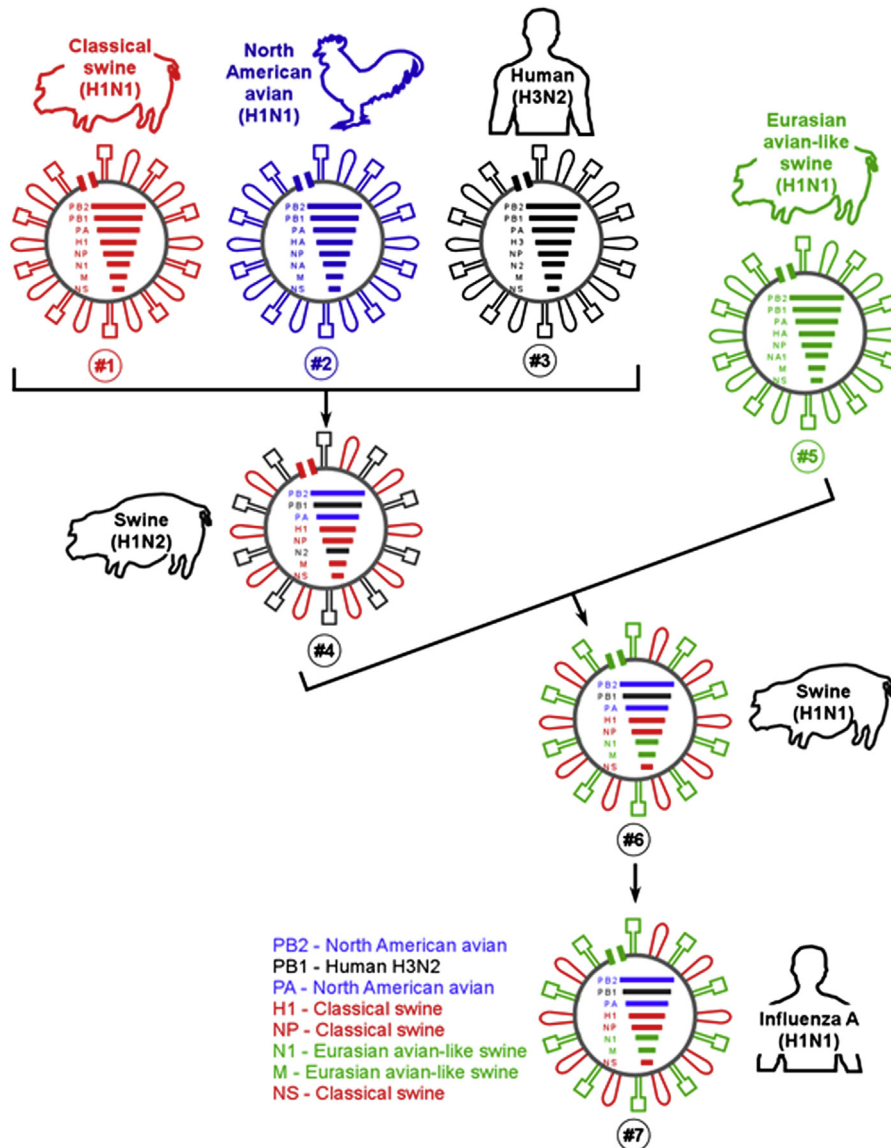 Classical
swine
(H1N1)
North
American
avian
(H1N1)
Human
(H3N2)
Eurasian
avian-like
swine
(H1N1)
PB2
PB1
PA
H1
NP
N1
M
NS
#1
PB2
PB1
PA
HA
NP
NA
M
NS
#2
PB2
PB1
PA
H3
NP
N2
M
NS
#3
PB2
PB1
PA
HA
NP
NA1
M
NS
#5
Swine
(H1N2)
PB2
PB1
PA
H1
NP
N2
M
NS
#4
PB2
PB1
PA
H1
NP
N1
M
NS
#6
Swine
(H1N1)
PB2 - North American avian
PB1 - Human H3N2
PA - North American avian
H1 - Classical swine
NP - Classical swine
N1 - Eurasian avian-like swine
M - Eurasian avian-like swine
NS - Classical swine
PB2
PB1
PA
H1
NP
N1
M
NS
#7
Influenza A
(H1N1)